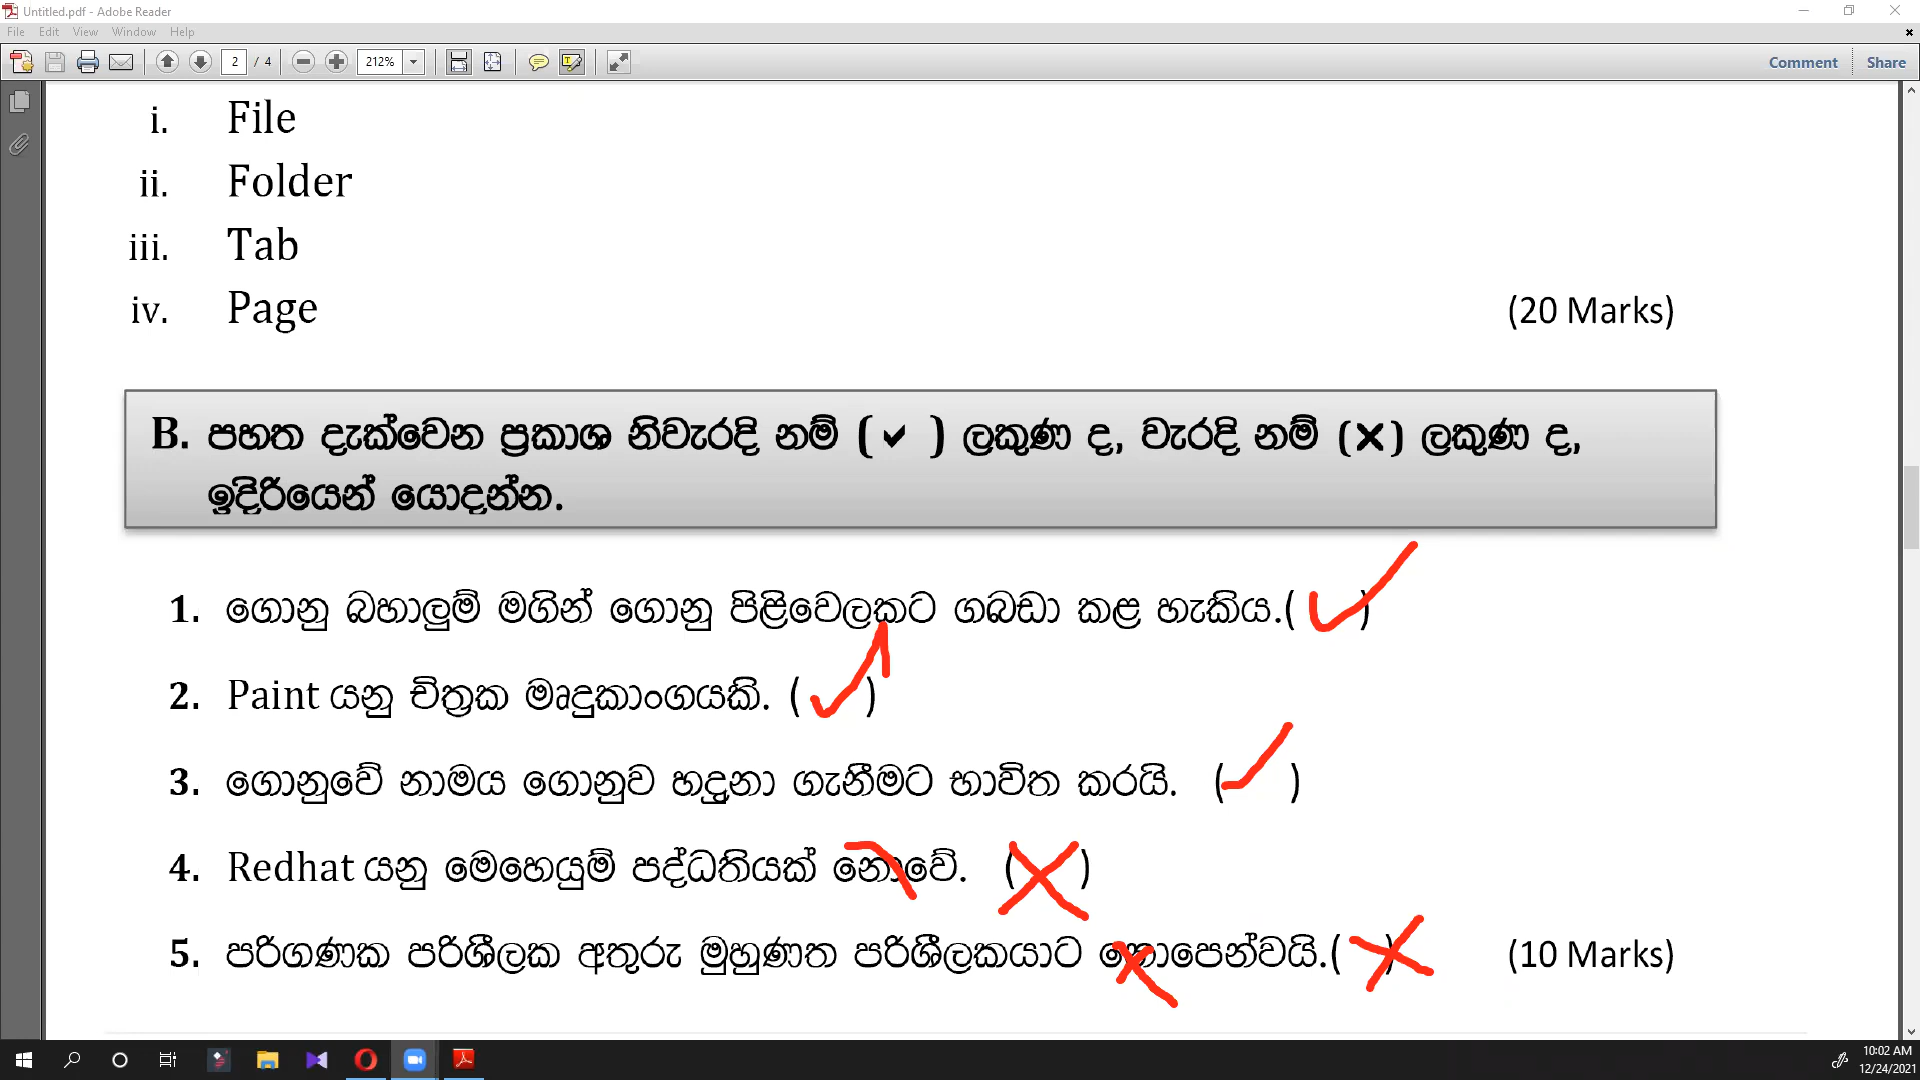 Untitled.pdf - Adobe Reader
File Edit View Window Help
2 / 4 212% Comment Share
i. File
ii. Folder
iii. Tab
iv. Page (20 Marks)
B. පහත දැක්වෙන ප්‍රකාශ නිවැරදි නම් (✓) ලකුණ ද, වැරදි නම් (✕) ලකුණ ද,
ඉදිරියෙන් යොදන්න.
1. ගොනු බහාලුම් මගින් ගොනු පිළිවෙලකට ගබඩා කළ හැකිය.(✓)
2. Paint යනු චිත්‍රක මෘදුකාංගයකි. (✓)
3. ගොනුවේ නාමය ගොනුව හදුනා ගැනීමට භාවිත කරයි. (✓)
4. Redhat යනු මෙහෙයුම් පද්ධතියක් නොවේ. (✕)
5. පරිගණක පරිශීලක අතුරු මුහුණත පරිශීලකයාට නොපෙන්වයි.(✕) (10 Marks)
10:02 AM
12/24/2021